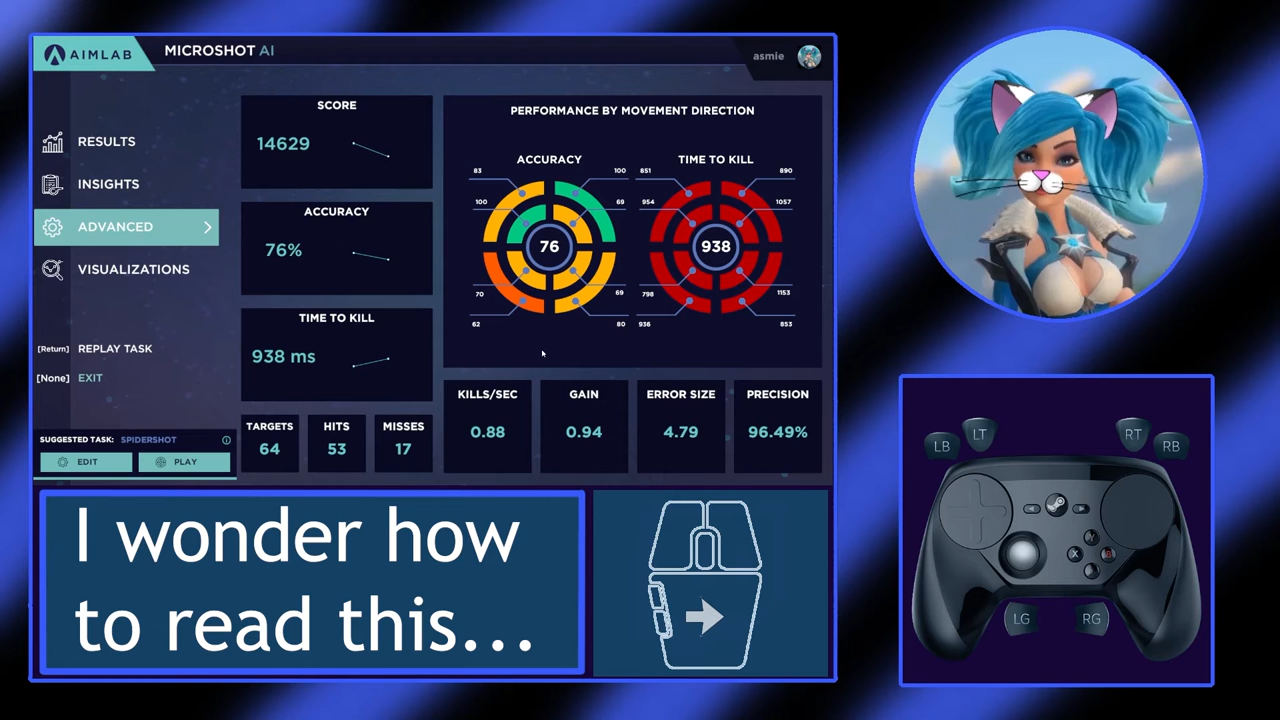 AIMLAB
MICROSHOT AI
asmie
RESULTS
INSIGHTS
ADVANCED
VISUALIZATIONS
[Return] REPLAY TASK
[None] EXIT
SUGGESTED TASK: SPIDERSHOT
EDIT
PLAY
SCORE
14629
ACCURACY
76%
TIME TO KILL
938 ms
TARGETS
64
HITS
53
MISSES
17
PERFORMANCE BY MOVEMENT DIRECTION
ACCURACY
83 100
100 69
76
70 69
62 80
TIME TO KILL
851 890
954 1057
938
798 1153
936 853
KILLS/SEC
0.88
GAIN
0.94
ERROR SIZE
4.79
PRECISION
96.49%
I wonder how
to read this...
LB LT RT RB
Y
X B
LG RG